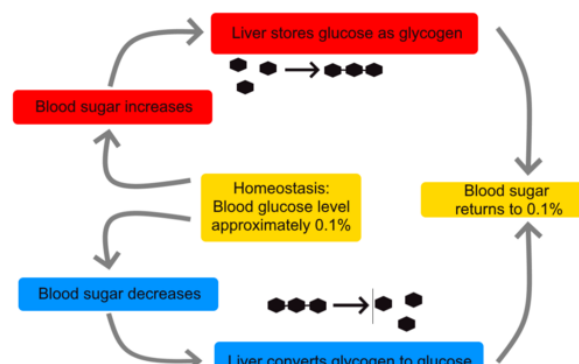 Liver stores glucose as glycogen
Blood sugar increases
Homeostasis:
Blood glucose level
approximately 0.1%
Blood sugar
returns to 0.1%
Blood sugar decreases
Liver converts glycogen to glucose